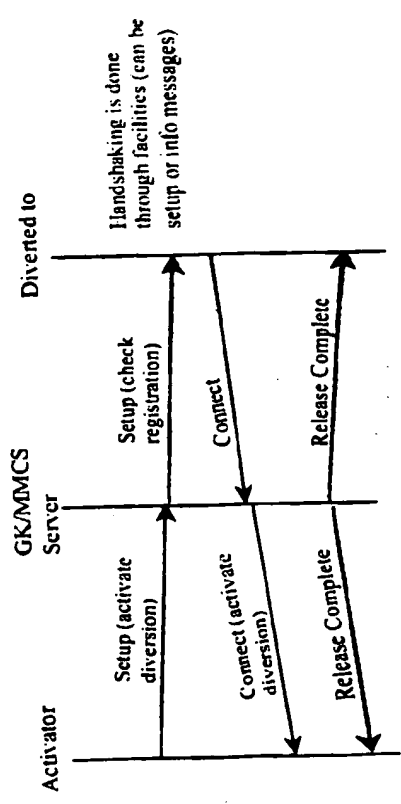 Activator
GK/MMCS
Server
Diverted to
Setup (activate
diversion)
Setup (check
registration)
Handshaking is done
through facilities (can be
setup or info messages)
Connect
Connect (activate
diversion)
Release Complete
Release Complete